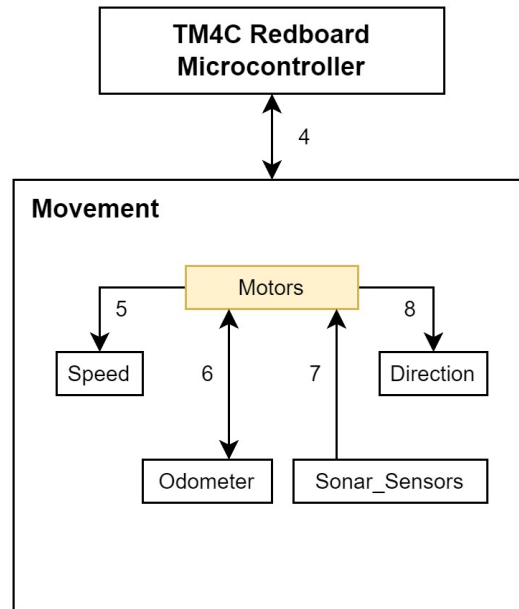 TM4C Redboard
Microcontroller
4
Movement
Motors
5
8
Speed
6
7
Direction
Odometer
Sonar_Sensors